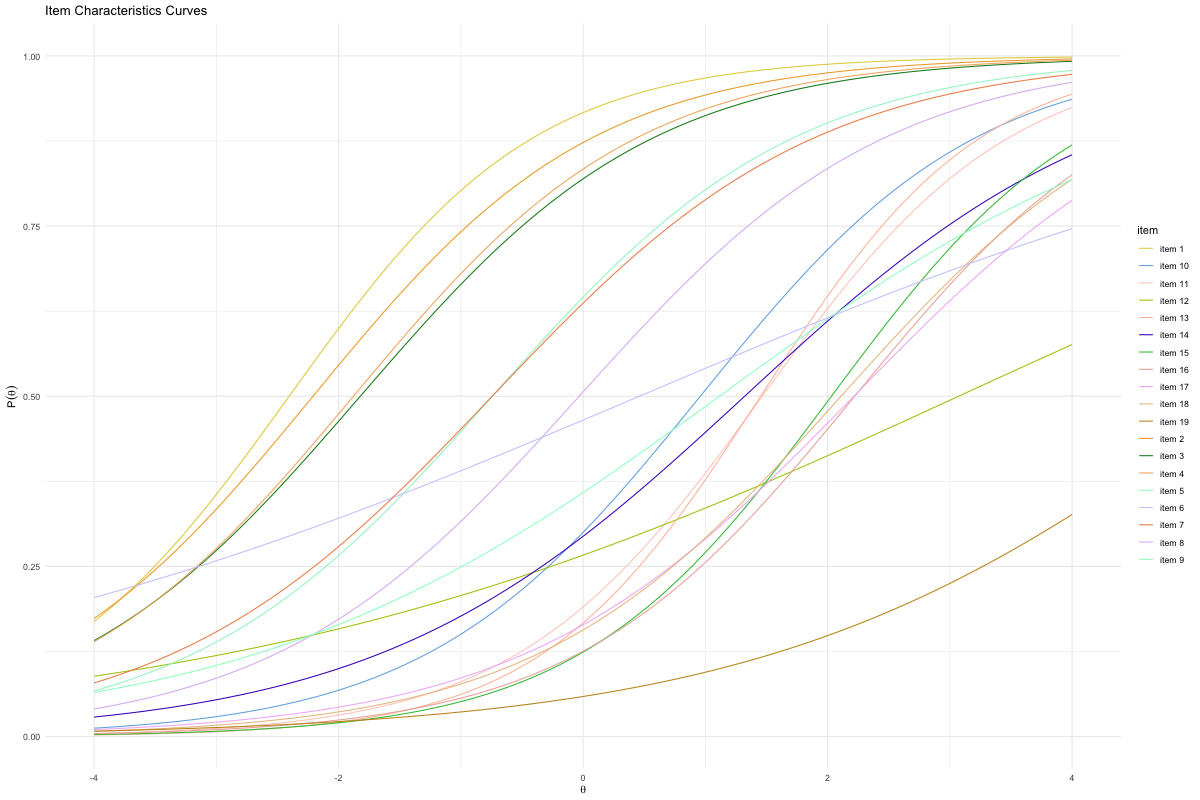 Item Characteristics Curves
1.00
0.75
0.50
0.25
0.00
P(θ)
-4
-2
0
2
4
θ
item
item 1
item 10
item 11
item 12
item 13
item 14
item 15
item 16
item 17
item 18
item 19
item 2
item 3
item 4
item 5
item 6
item 7
item 8
item 9